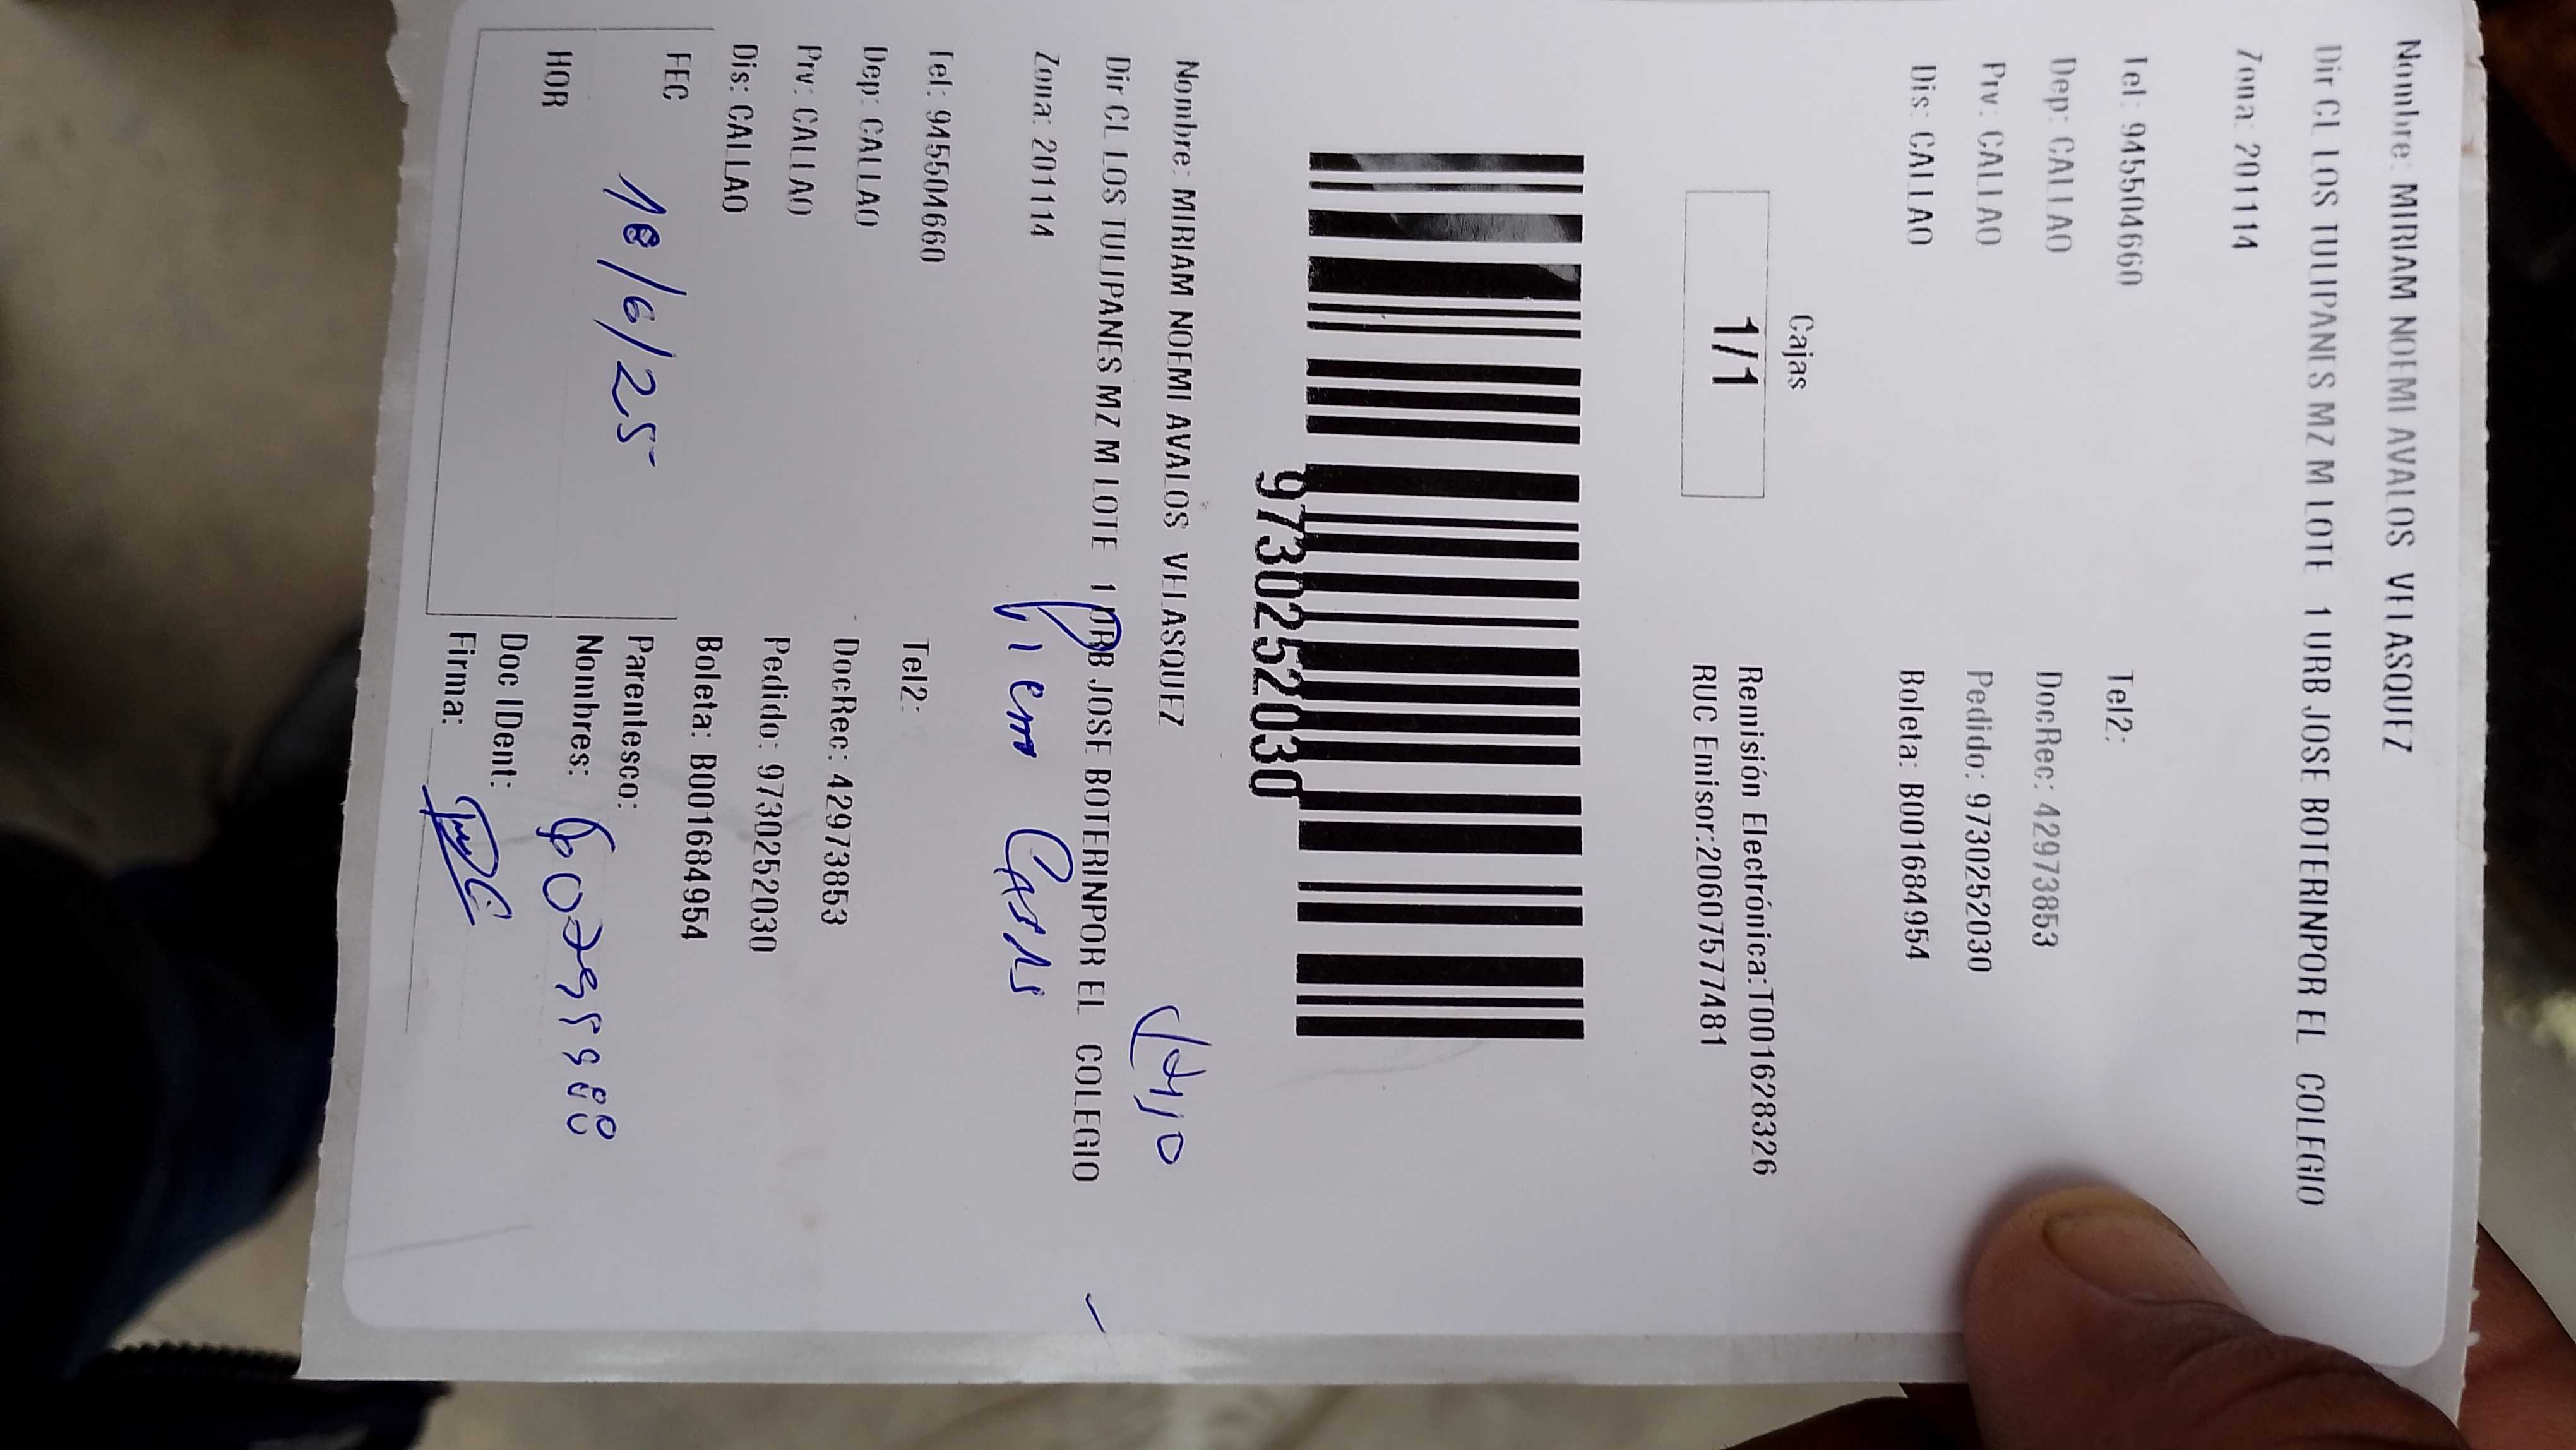 Nombre: MIRIAM NOEMI AVALOS VELASQUEZ
Dir CL LOS TULIPANES MZ M LOTE 1 URB JOSE BOTERINPOR EL COLEGIO
Zona: 201114
Tel: 945504660 Tel2:
Dep: CALLAO DocRec: 42973853
Prv: CALLAO Pedido: 9730252030
Dis: CALLAO Boleta: B001684954
Cajas
1/1
Remisión Electrónica:T001628326
RUC Emisor:20607577481
9730252030
Nombre: MIRIAM NOEMI AVALOS VELASQUEZ
Dir CL LOS TULIPANES MZ M LOTE 1 URB JOSE BOTERINPOR EL COLEGIO
Zona: 201114
Tel: 945504660 Tel2:
Dep: CALLAO DocRec: 42973853
Prv: CALLAO Pedido: 9730252030
Dis: CALLAO Boleta: B001684954
FEC 18/6/25
HOR
Parentesco:
Nombres:
Doc IDent:
Firma: